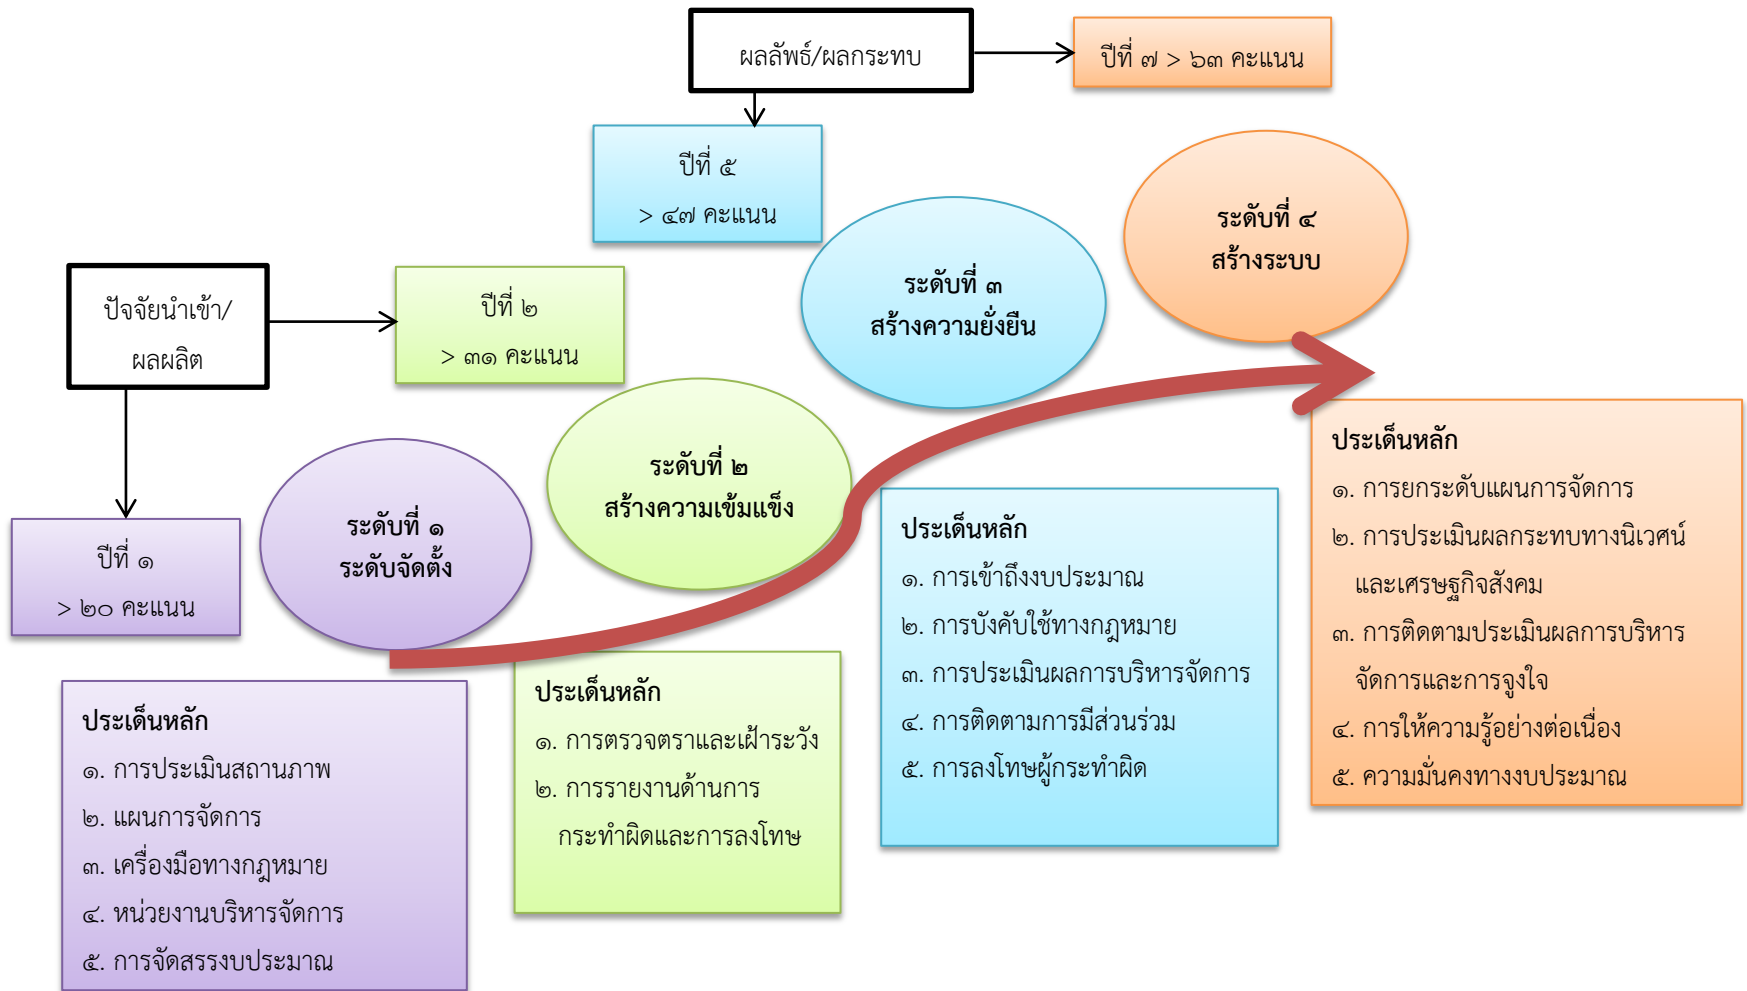 ผลลัพธ์/ผลกระทบ
ปีที่ ๗ > ๖๓ คะแนน
ปีที่ ๕
> ๔๗ คะแนน
ระดับที่ ๔
สร้างระบบ
ระดับที่ ๓
สร้างความยั่งยืน
ปัจจัยนำเข้า/
ผลผลิต
ปีที่ ๒
> ๓๑ คะแนน
ระดับที่ ๒
สร้างความเข้มแข็ง
ระดับที่ ๑
ระดับจัดตั้ง
ปีที่ ๑
> ๒๐ คะแนน
ประเด็นหลัก
๑. การประเมินสถานภาพ
๒. แผนการจัดการ
๓. เครื่องมือทางกฎหมาย
๔. หน่วยงานบริหารจัดการ
๕. การจัดสรรงบประมาณ
ประเด็นหลัก
๑. การตรวจตราและเฝ้าระวัง
๒. การรายงานด้านการ
กระทำผิดและการลงโทษ
ประเด็นหลัก
๑. การเข้าถึงงบประมาณ
๒. การบังคับใช้ทางกฎหมาย
๓. การประเมินผลการบริหารจัดการ
๔. การติดตามการมีส่วนร่วม
๕. การลงโทษผู้กระทำผิด
ประเด็นหลัก
๑. การยกระดับแผนการจัดการ
๒. การประเมินผลกระทบทางนิเวศน์
และเศรษฐกิจสังคม
๓. การติดตามประเมินผลการบริหาร
จัดการและการจูงใจ
๔. การให้ความรู้อย่างต่อเนื่อง
๕. ความมั่นคงทางงบประมาณ